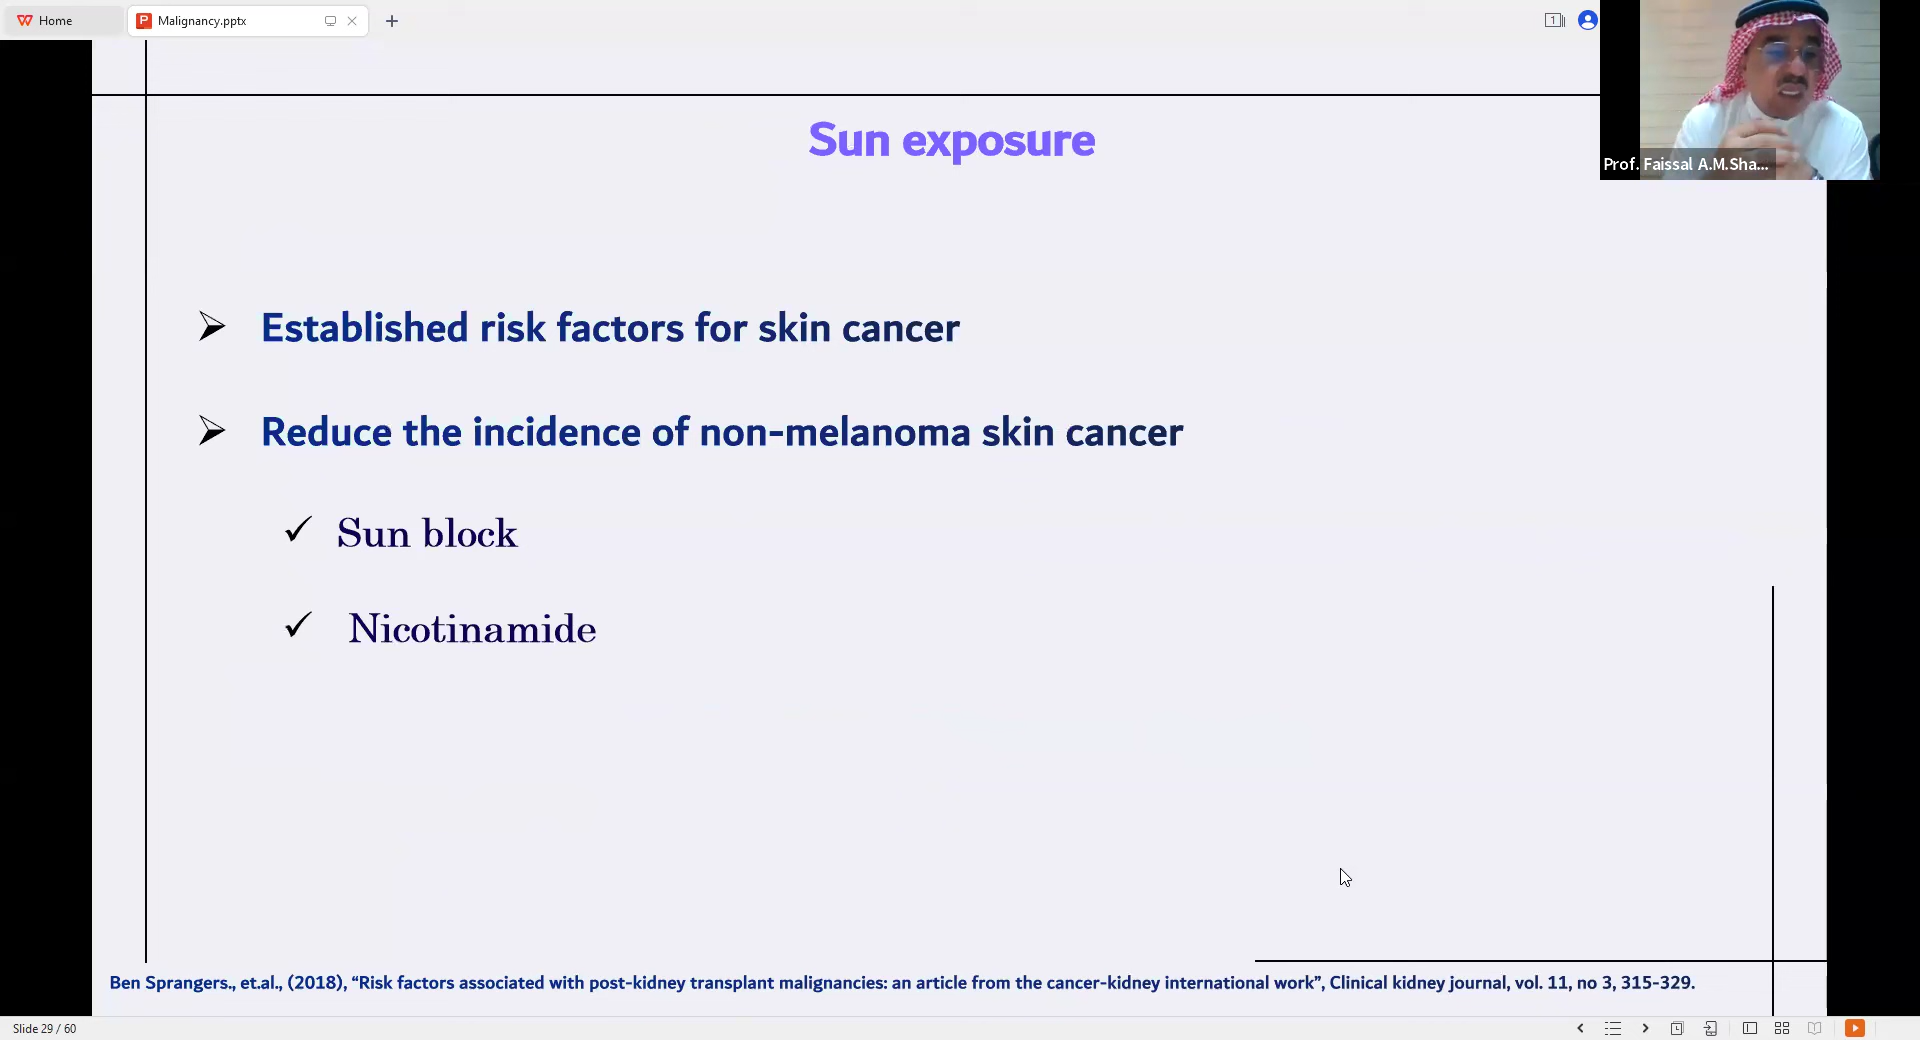 Home
Malignancy.pptx
Prof. Faissal A.M.Sha...
Sun exposure
Established risk factors for skin cancer
Reduce the incidence of non-melanoma skin cancer
Sun block
Nicotinamide
Ben Sprangers., et.al., (2018), “Risk factors associated with post-kidney transplant malignancies: an article from the cancer-kidney international work”, Clinical kidney journal, vol. 11, no 3, 315-329.
Slide 29 / 60